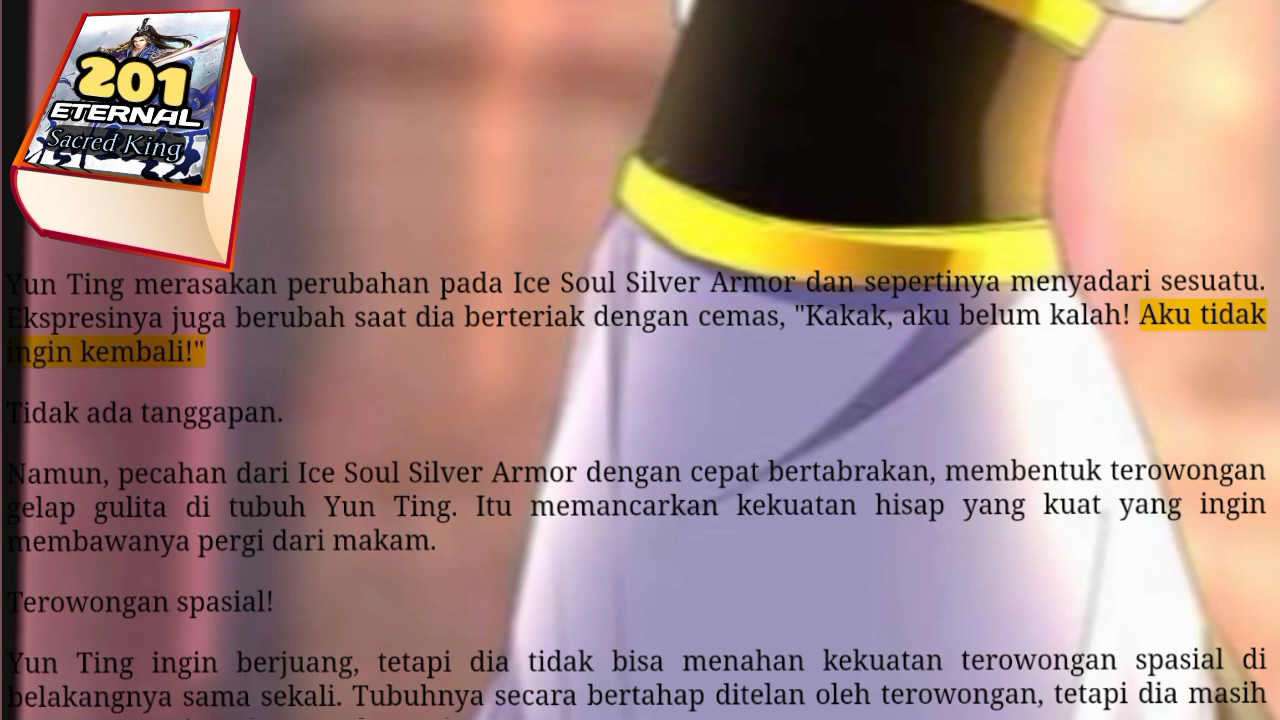 201
ETERNAL
Sacred King
Yun Ting merasakan perubahan pada Ice Soul Silver Armor dan sepertinya menyadari sesuatu.
Ekspresinya juga berubah saat dia berteriak dengan cemas, "Kakak, aku belum kalah! Aku tidak
ingin kembali!"
Tidak ada tanggapan.
Namun, pecahan dari Ice Soul Silver Armor dengan cepat bertabrakan, membentuk terowongan
gelap gulita di tubuh Yun Ting. Itu memancarkan kekuatan hisap yang kuat yang ingin
membawanya pergi dari makam.
Terowongan spasial!
Yun Ting ingin berjuang, tetapi dia tidak bisa menahan kekuatan terowongan spasial di
belakangnya sama sekali. Tubuhnya secara bertahap ditelan oleh terowongan, tetapi dia masih